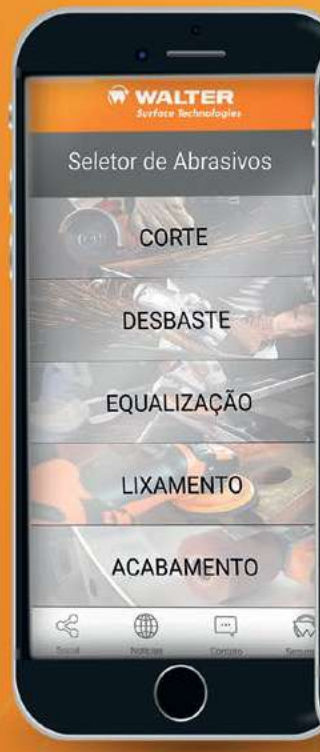 WALTER
Surface Technologies
Seletor de Abrasivos
CORTE
DESBASTE
EQUALIZAÇÃO
LIXAMENTO
ACABAMENTO
Social Notícias Contato